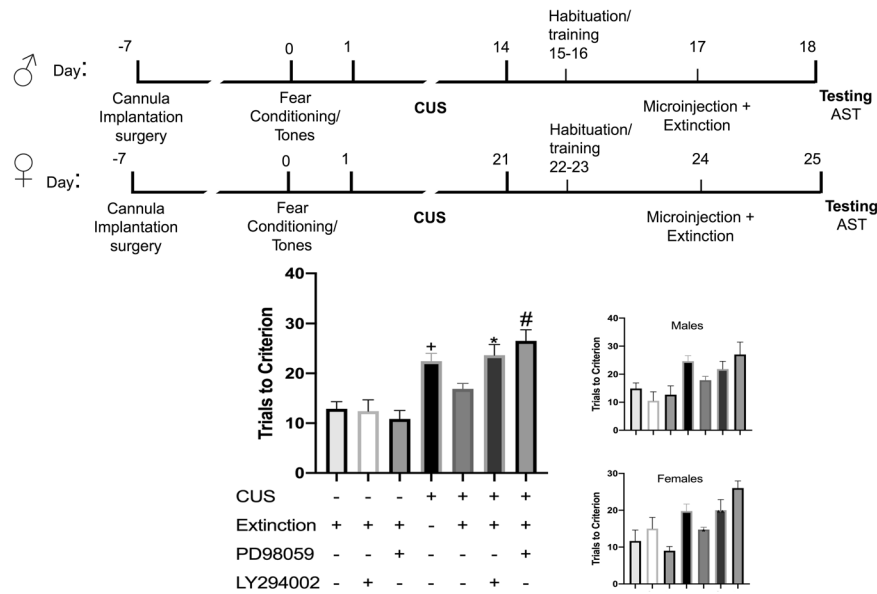 Habituation/
training
-7 0 1 14 15-16 17 18
♂ Day:
Cannula
Implantation
surgery
Fear
Conditioning/
Tones
CUS
Microinjection +
Extinction
Testing
AST
Habituation/
training
-7 0 1 21 22-23 24 25
♀ Day:
Cannula
Implantation
surgery
Fear
Conditioning/
Tones
CUS
Microinjection +
Extinction
Testing
AST
Trials to Criterion
40
30
20
10
0
+ * #
CUS - - - + + + +
Extinction + + + - + + +
PD98059 - - + - - - +
LY294002 - + - - - + -
Males
Trials to Criterion
40
30
20
10
0
Females
Trials to Criterion
30
20
10
0